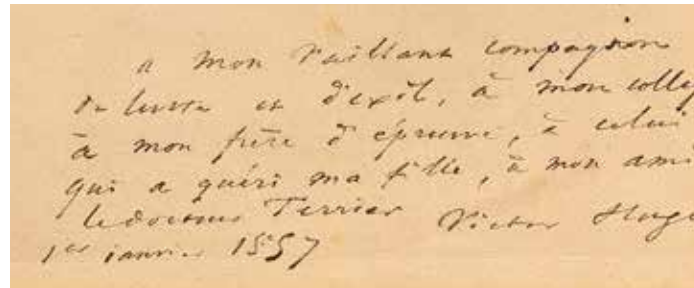 a mon vaillant compagnon
de lutte et d'exil, à mon collè
à mon frère d'épreuve, à celui
qui a guéri ma fille, à mon ami
le docteur Terrier Victor Hugo
1er janvier 1857